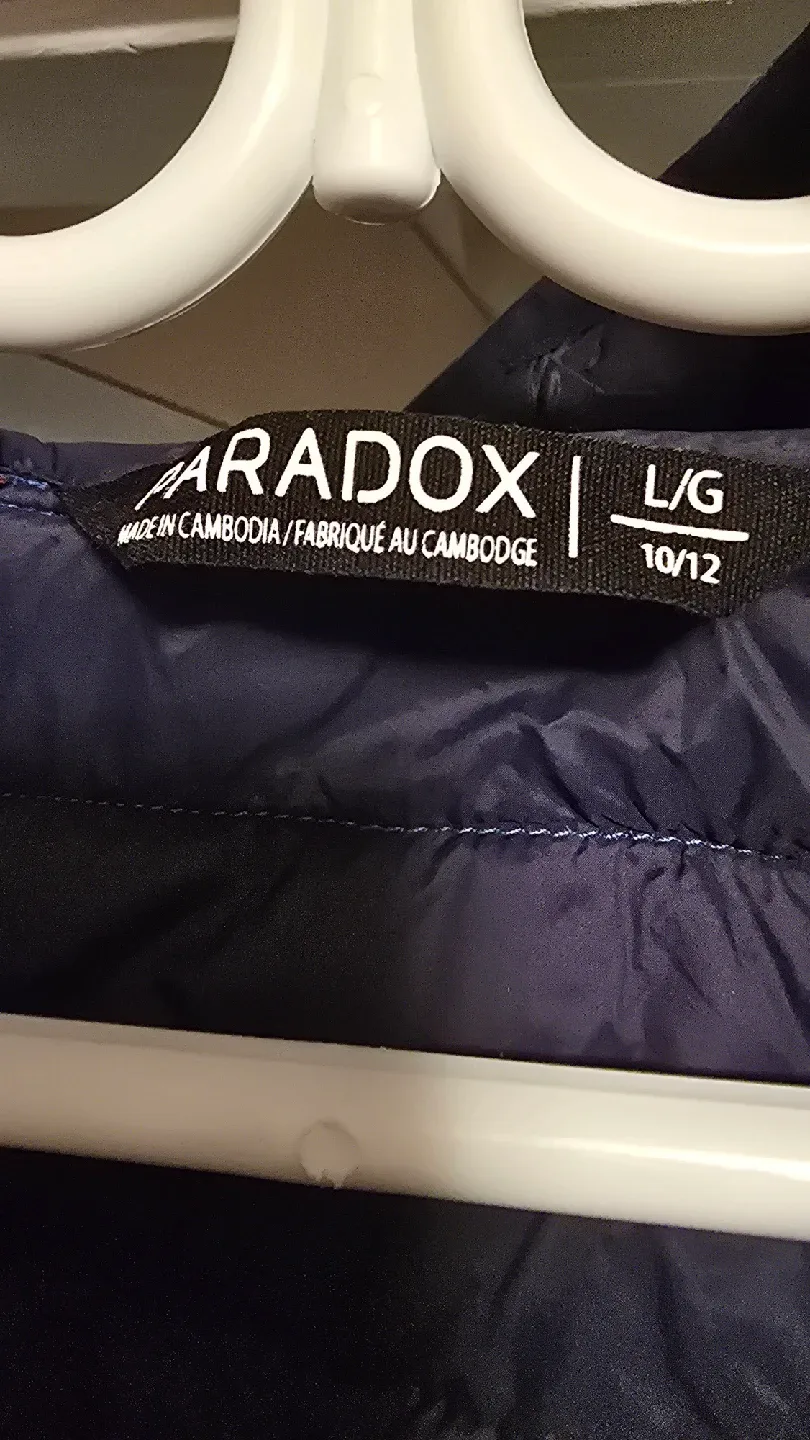 PARADOX
MADE IN CAMBODIA / FABRIQUÉ AU CAMBODGE
L/G
10/12